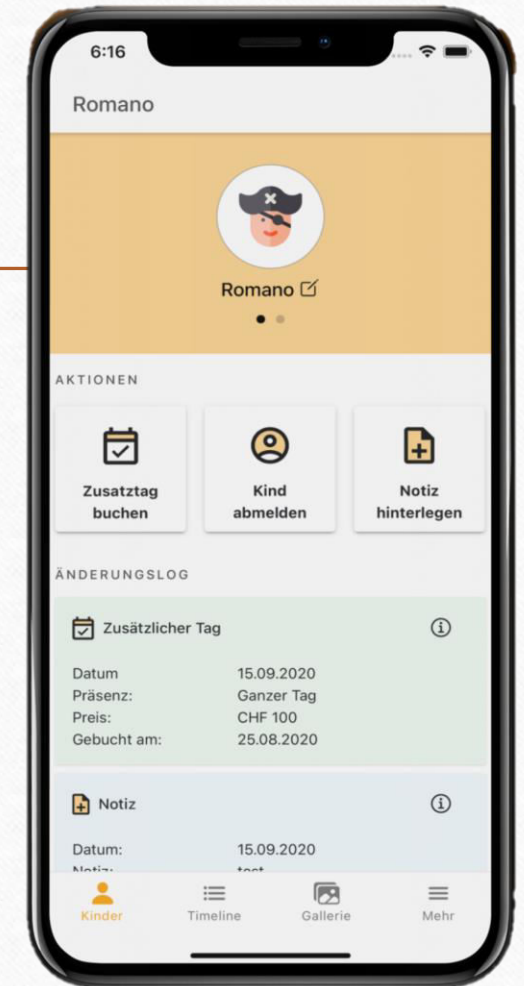 6:16
Romano
Romano
AKTIONEN
Zusatztag
buchen
Kind
abmelden
Notiz
hinterlegen
ÄNDERUNGSLOG
Zusätzlicher Tag
Datum 15.09.2020
Präsenz: Ganzer Tag
Preis: CHF 100
Gebucht am: 25.08.2020
Notiz
Datum: 15.09.2020
Notiz: test
Kinder Timeline Gallerie Mehr